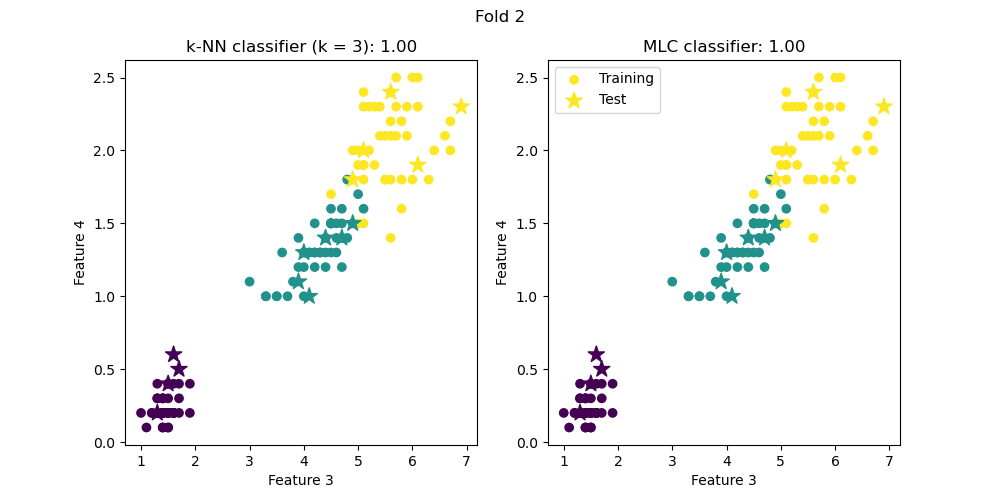 Fold 2
k-NN classifier (k = 3): 1.00
MLC classifier: 1.00
Training
Test
2.5
2.0
1.5
1.0
0.5
0.0
Feature 4
1 2 3 4 5 6 7
Feature 3
2.5
2.0
1.5
1.0
0.5
0.0
Feature 4
1 2 3 4 5 6 7
Feature 3